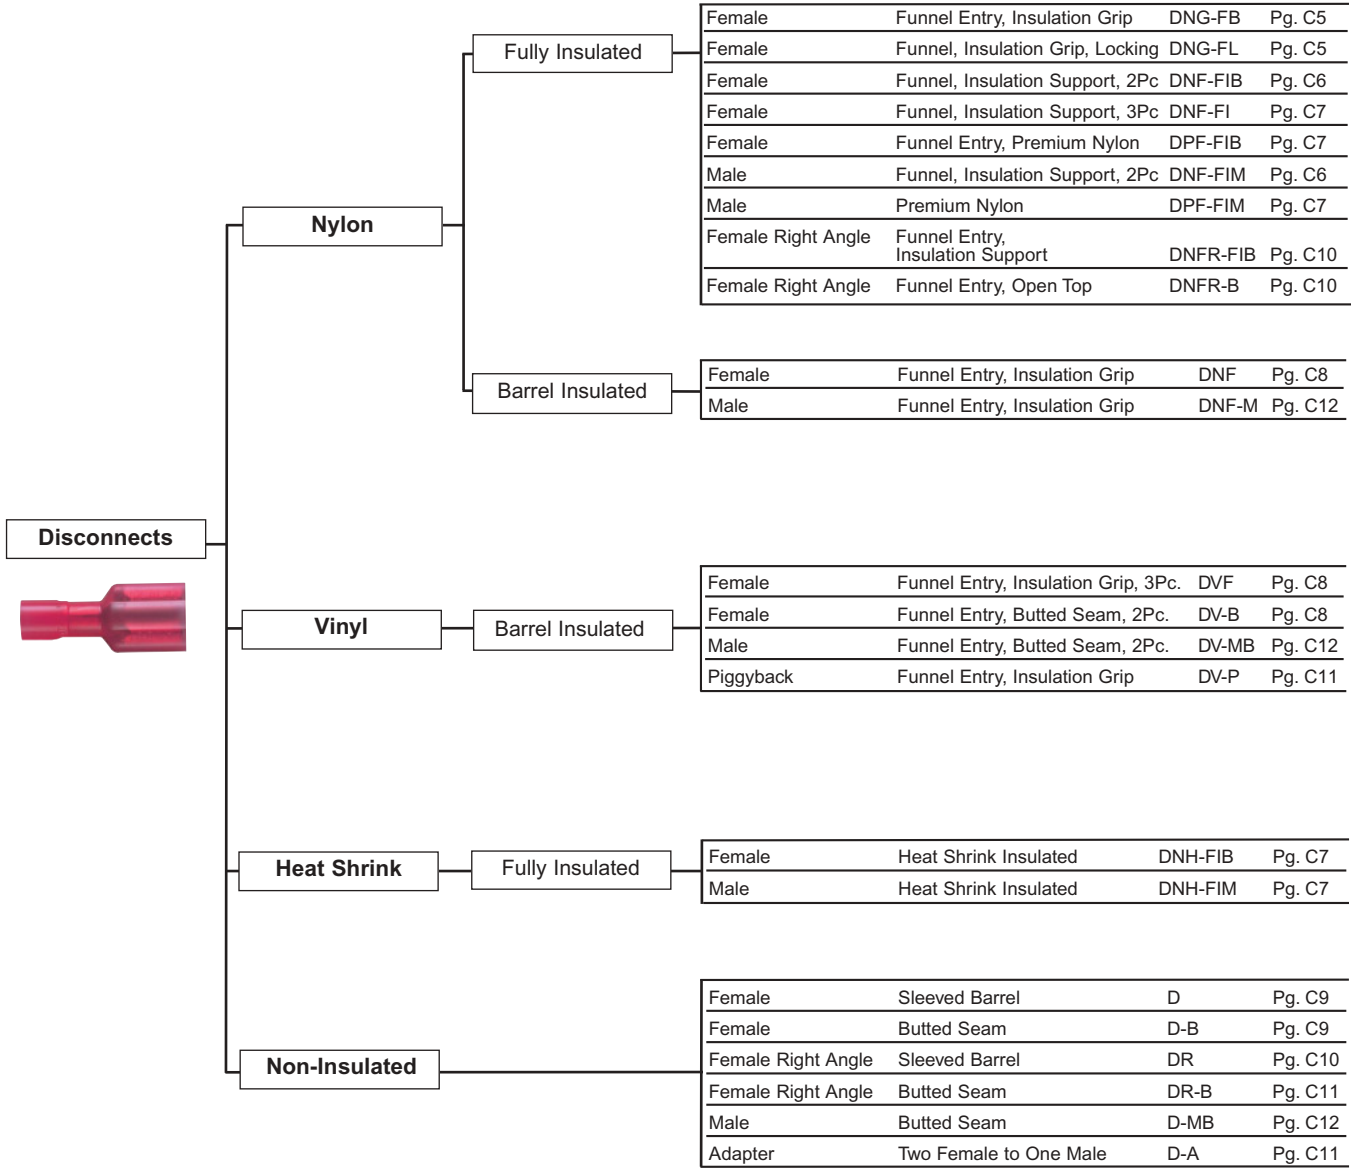 Disconnects
Nylon
Fully Insulated
Female Funnel Entry, Insulation Grip DNG-FB Pg. C5
Female Funnel, Insulation Grip, Locking DNG-FL Pg. C5
Female Funnel, Insulation Support, 2Pc DNF-FIB Pg. C6
Female Funnel, Insulation Support, 3Pc DNF-FI Pg. C7
Female Funnel Entry, Premium Nylon DPF-FIB Pg. C7
Male Funnel, Insulation Support, 2Pc DNF-FIM Pg. C6
Male Premium Nylon DPF-FIM Pg. C7
Female Right Angle Funnel Entry,
Insulation Support DNFR-FIB Pg. C10
Female Right Angle Funnel Entry, Open Top DNFR-B Pg. C10
Barrel Insulated
Female Funnel Entry, Insulation Grip DNF Pg. C8
Male Funnel Entry, Insulation Grip DNF-M Pg. C12
Vinyl
Barrel Insulated
Female Funnel Entry, Insulation Grip, 3Pc. DVF Pg. C8
Female Funnel Entry, Butted Seam, 2Pc. DV-B Pg. C8
Male Funnel Entry, Butted Seam, 2Pc. DV-MB Pg. C12
Piggyback Funnel Entry, Insulation Grip DV-P Pg. C11
Heat Shrink
Fully Insulated
Female Heat Shrink Insulated DNH-FIB Pg. C7
Male Heat Shrink Insulated DNH-FIM Pg. C7
Non-Insulated
Female Sleeved Barrel D Pg. C9
Female Butted Seam D-B Pg. C9
Female Right Angle Sleeved Barrel DR Pg. C10
Female Right Angle Butted Seam DR-B Pg. C11
Male Butted Seam D-MB Pg. C12
Adapter Two Female to One Male D-A Pg. C11